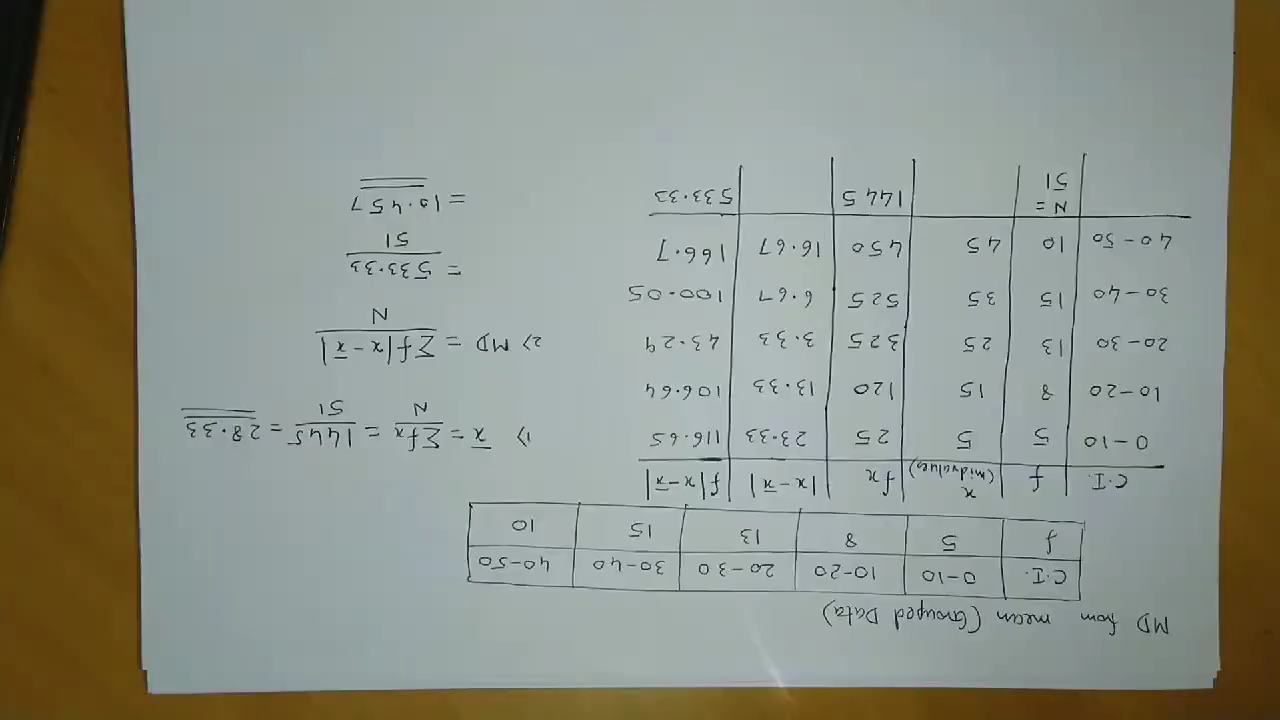 MD from mean (Grouped Data)
C.I. 0-10 10-20 20-30 30-40 40-50
f 5 8 13 15 10
C.I. f x (midvalues) fx |x-x̄| f|x-x̄|
0-10 5 5 25 23.33 116.65
10-20 8 15 120 13.33 106.64
20-30 13 25 325 3.33 43.29
30-40 15 35 525 6.67 100.05
40-50 10 45 450 16.67 166.7
N = 51 1445 533.33
1) x̄ = Σfx/N = 1445/51 = 28.33
2) MD = Σf|x-x̄|/N
= 533.33/51
= 10.457